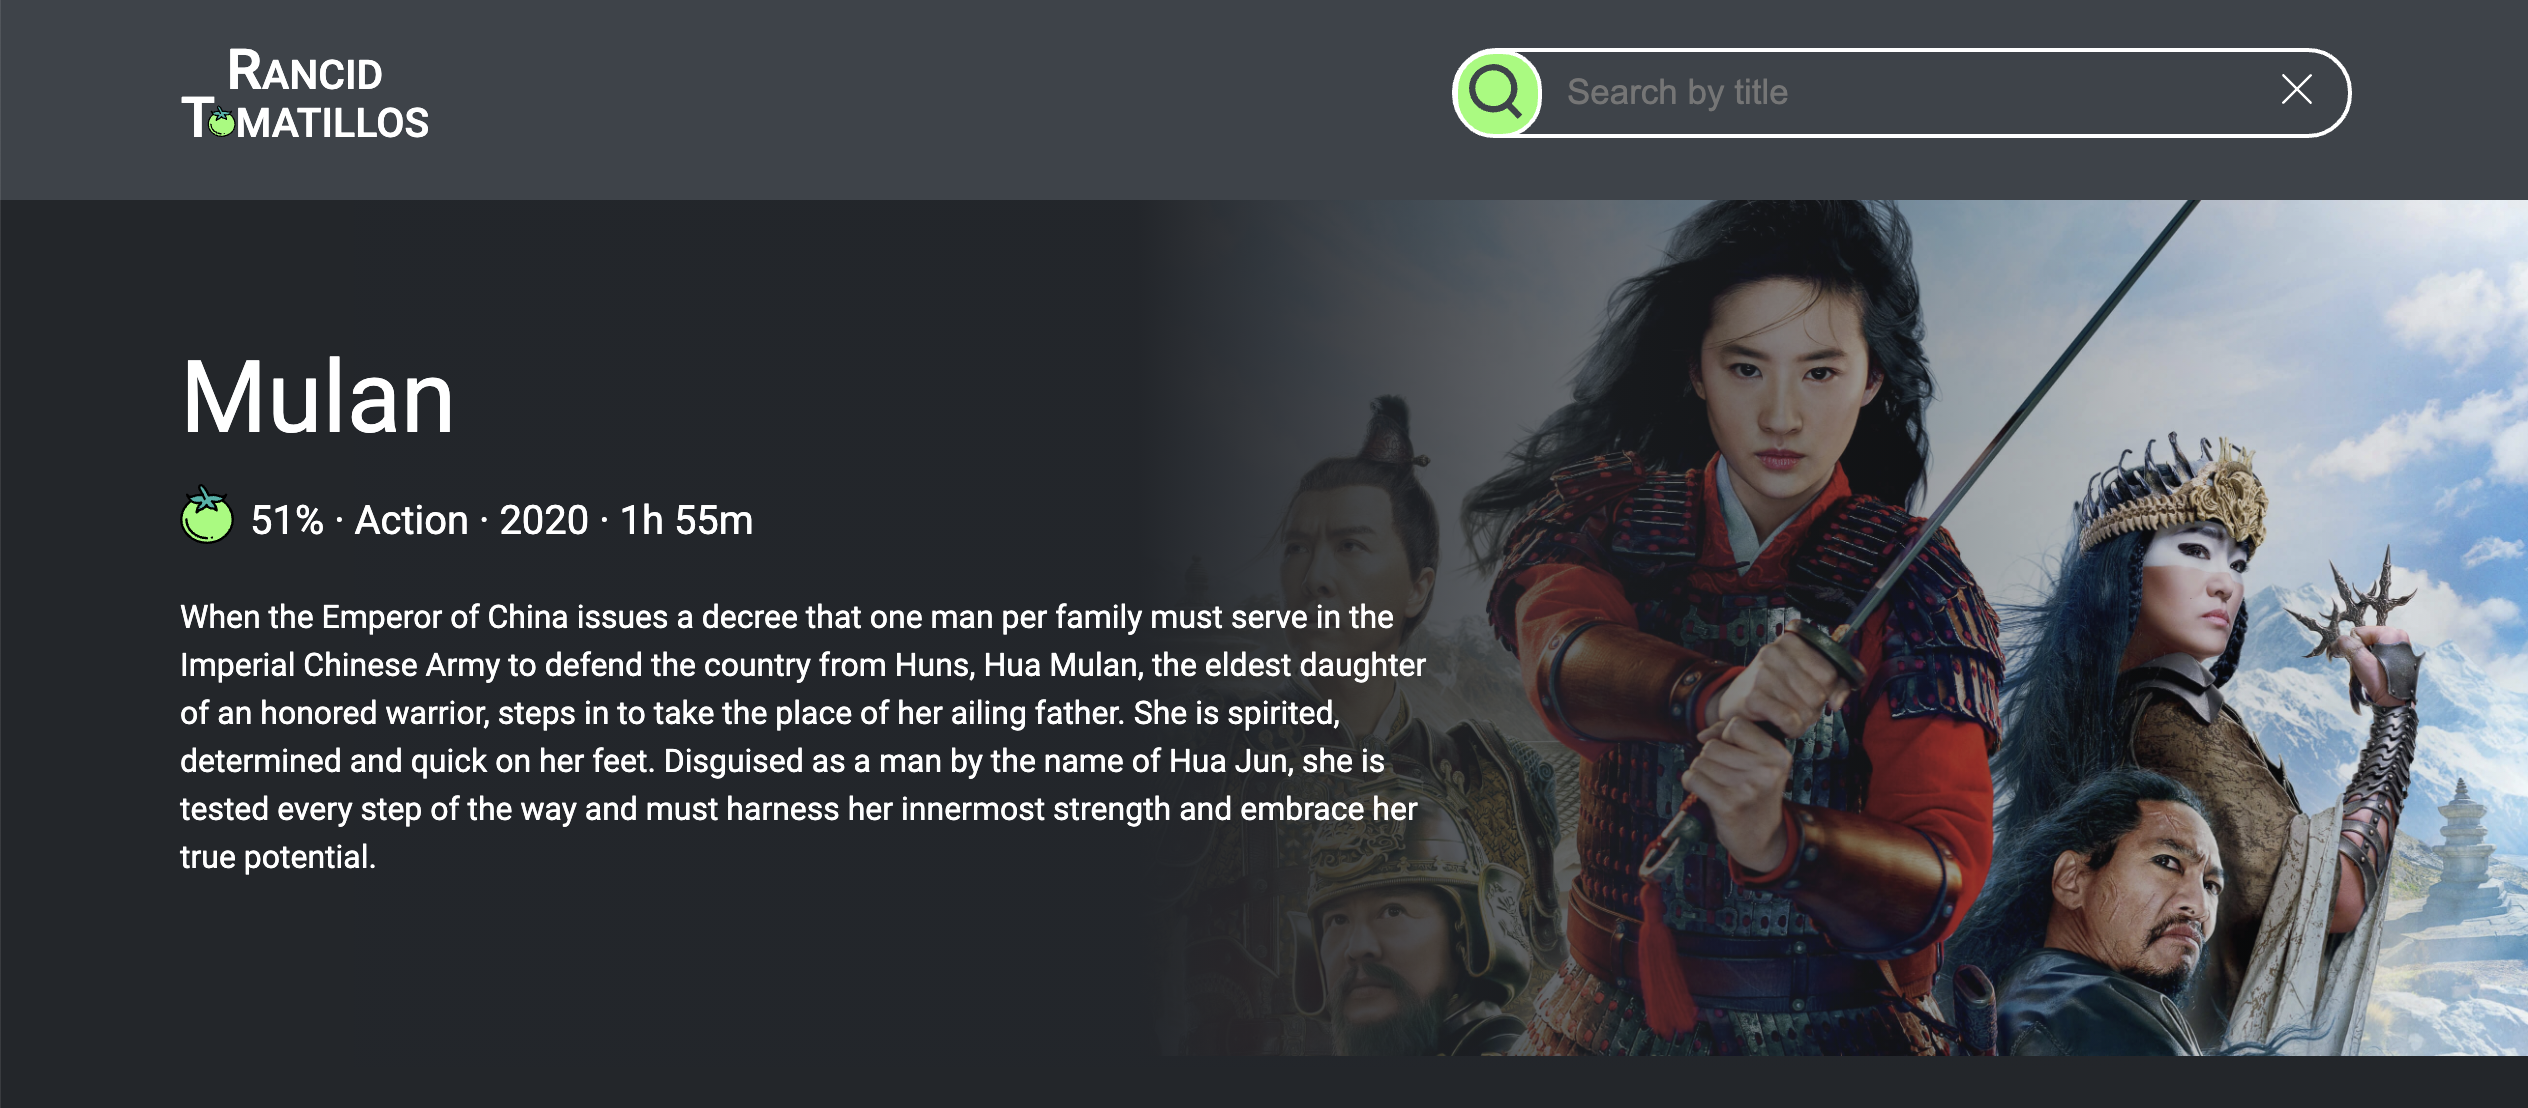 RANCID
TOMATILLOS
Search by title
Mulan
51% · Action · 2020 · 1h 55m
When the Emperor of China issues a decree that one man per family must serve in the
Imperial Chinese Army to defend the country from Huns, Hua Mulan, the eldest daughter
of an honored warrior, steps in to take the place of her ailing father. She is spirited,
determined and quick on her feet. Disguised as a man by the name of Hua Jun, she is
tested every step of the way and must harness her innermost strength and embrace her
true potential.